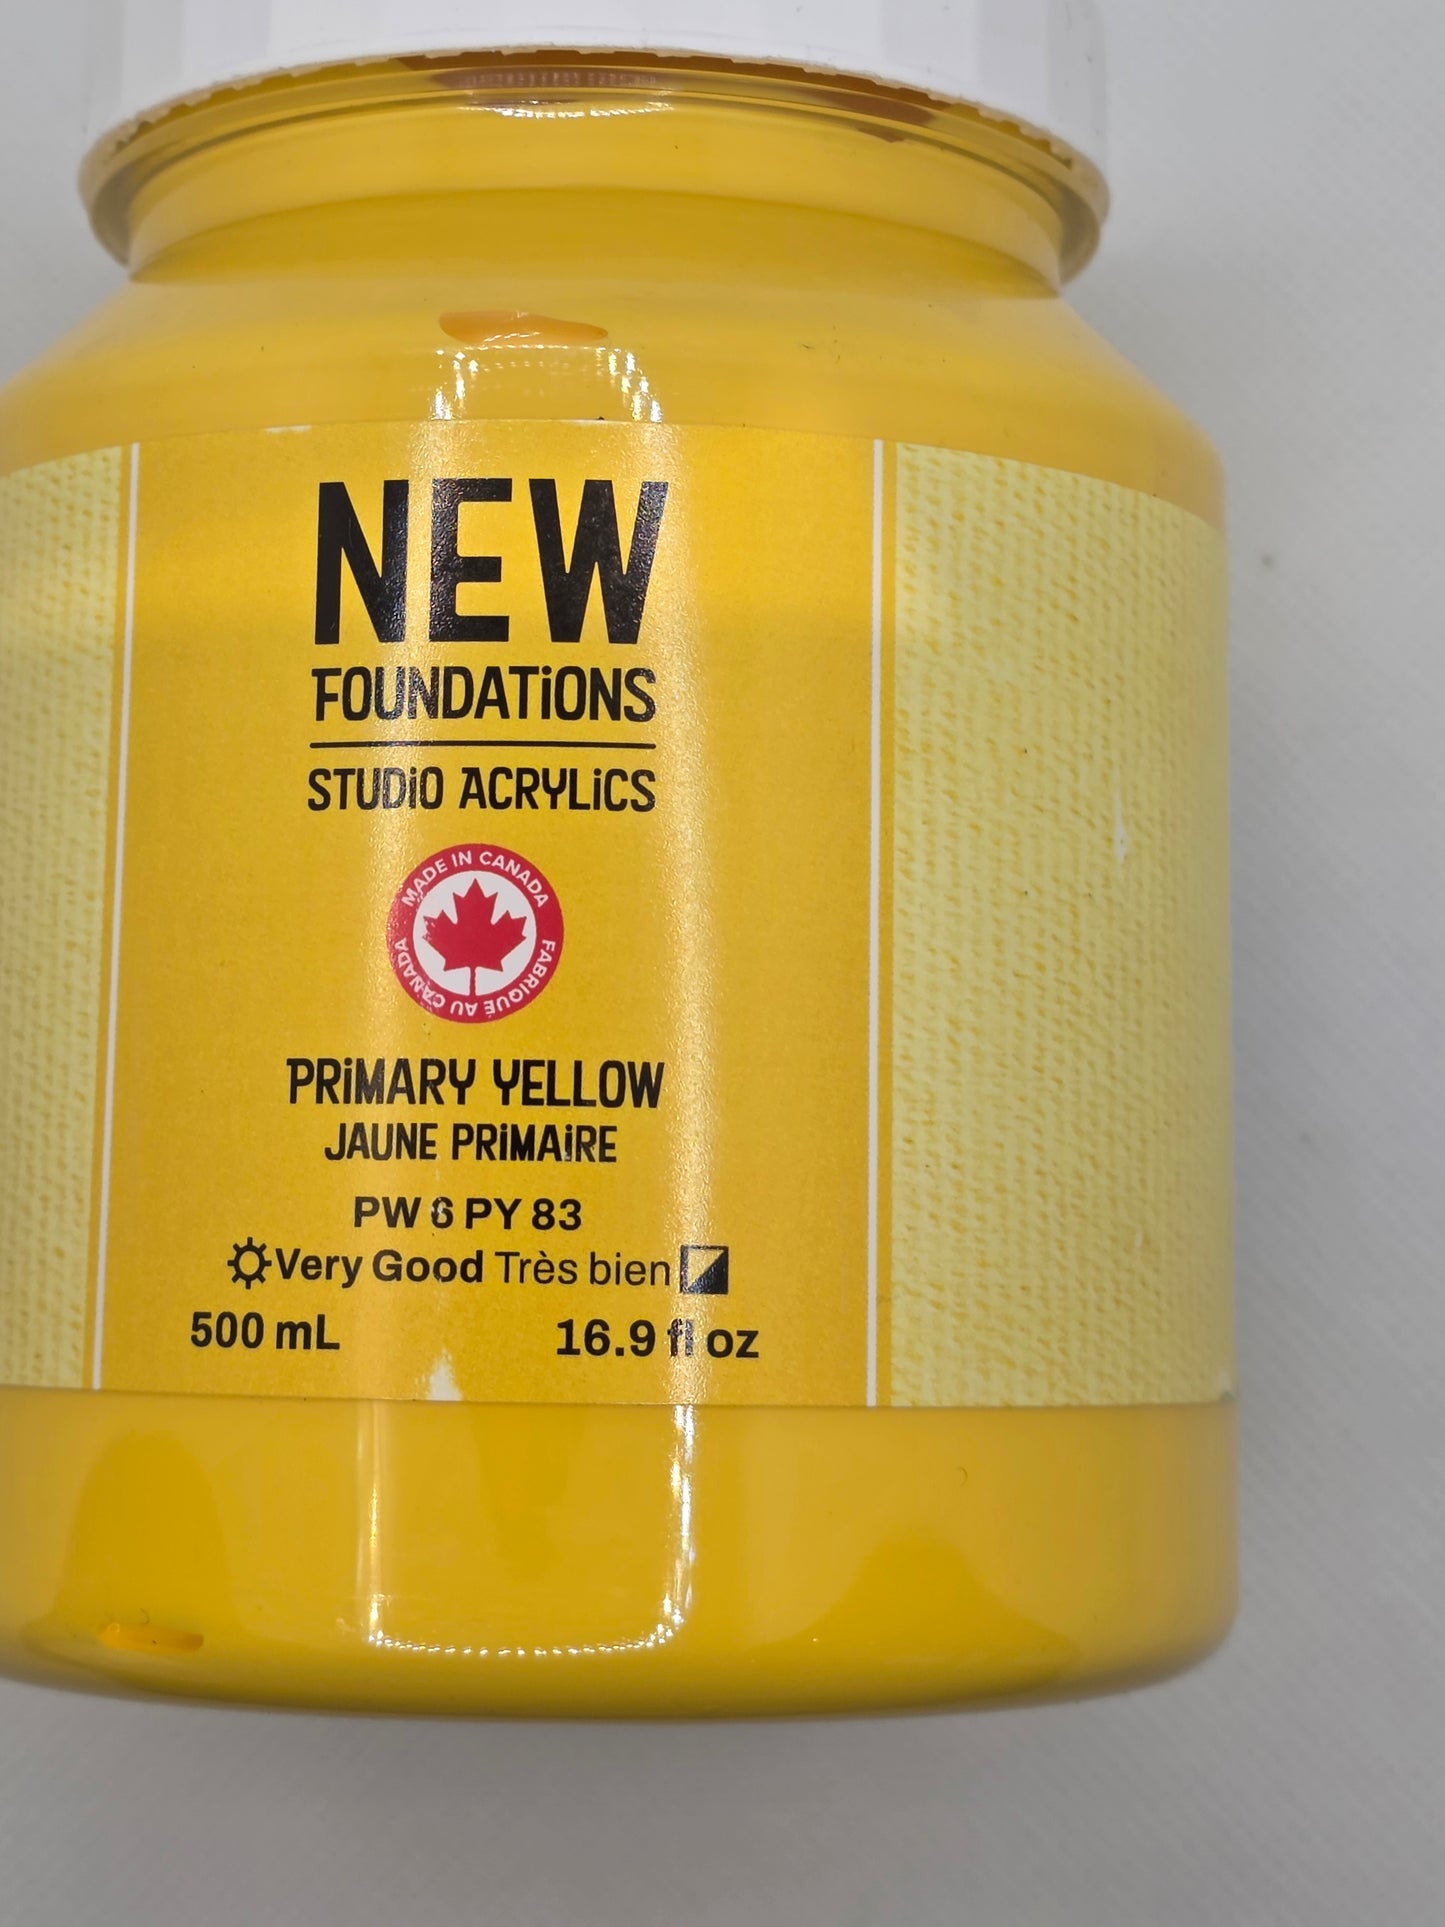 NEW
FOUNDATiONS
STUDiO ACRYLiCS
MADE IN CANADA
FABRIQUÉ AU CANADA
PRiMARY YELLOW
JAUNE PRiMAiRE
PW 6 PY 83
Very Good Très bien
500 mL 16.9 fl oz